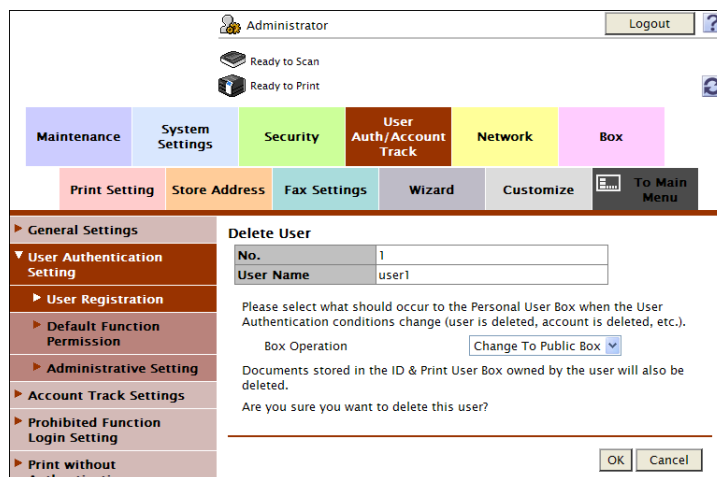 Administrator
Logout
?
Ready to Scan
Ready to Print
Maintenance
System
Settings
Security
User
Auth/Account
Track
Network
Box
Print Setting
Store Address
Fax Settings
Wizard
Customize
To Main
Menu
General Settings
User Authentication
Setting
User Registration
Default Function
Permission
Administrative Setting
Account Track Settings
Prohibited Function
Login Setting
Print without
Delete User
No. 1
User Name user1
Please select what should occur to the Personal User Box when the User
Authentication conditions change (user is deleted, account is deleted, etc.).
Box Operation Change To Public Box
Documents stored in the ID & Print User Box owned by the user will also be
deleted.
Are you sure you want to delete this user?
OK Cancel